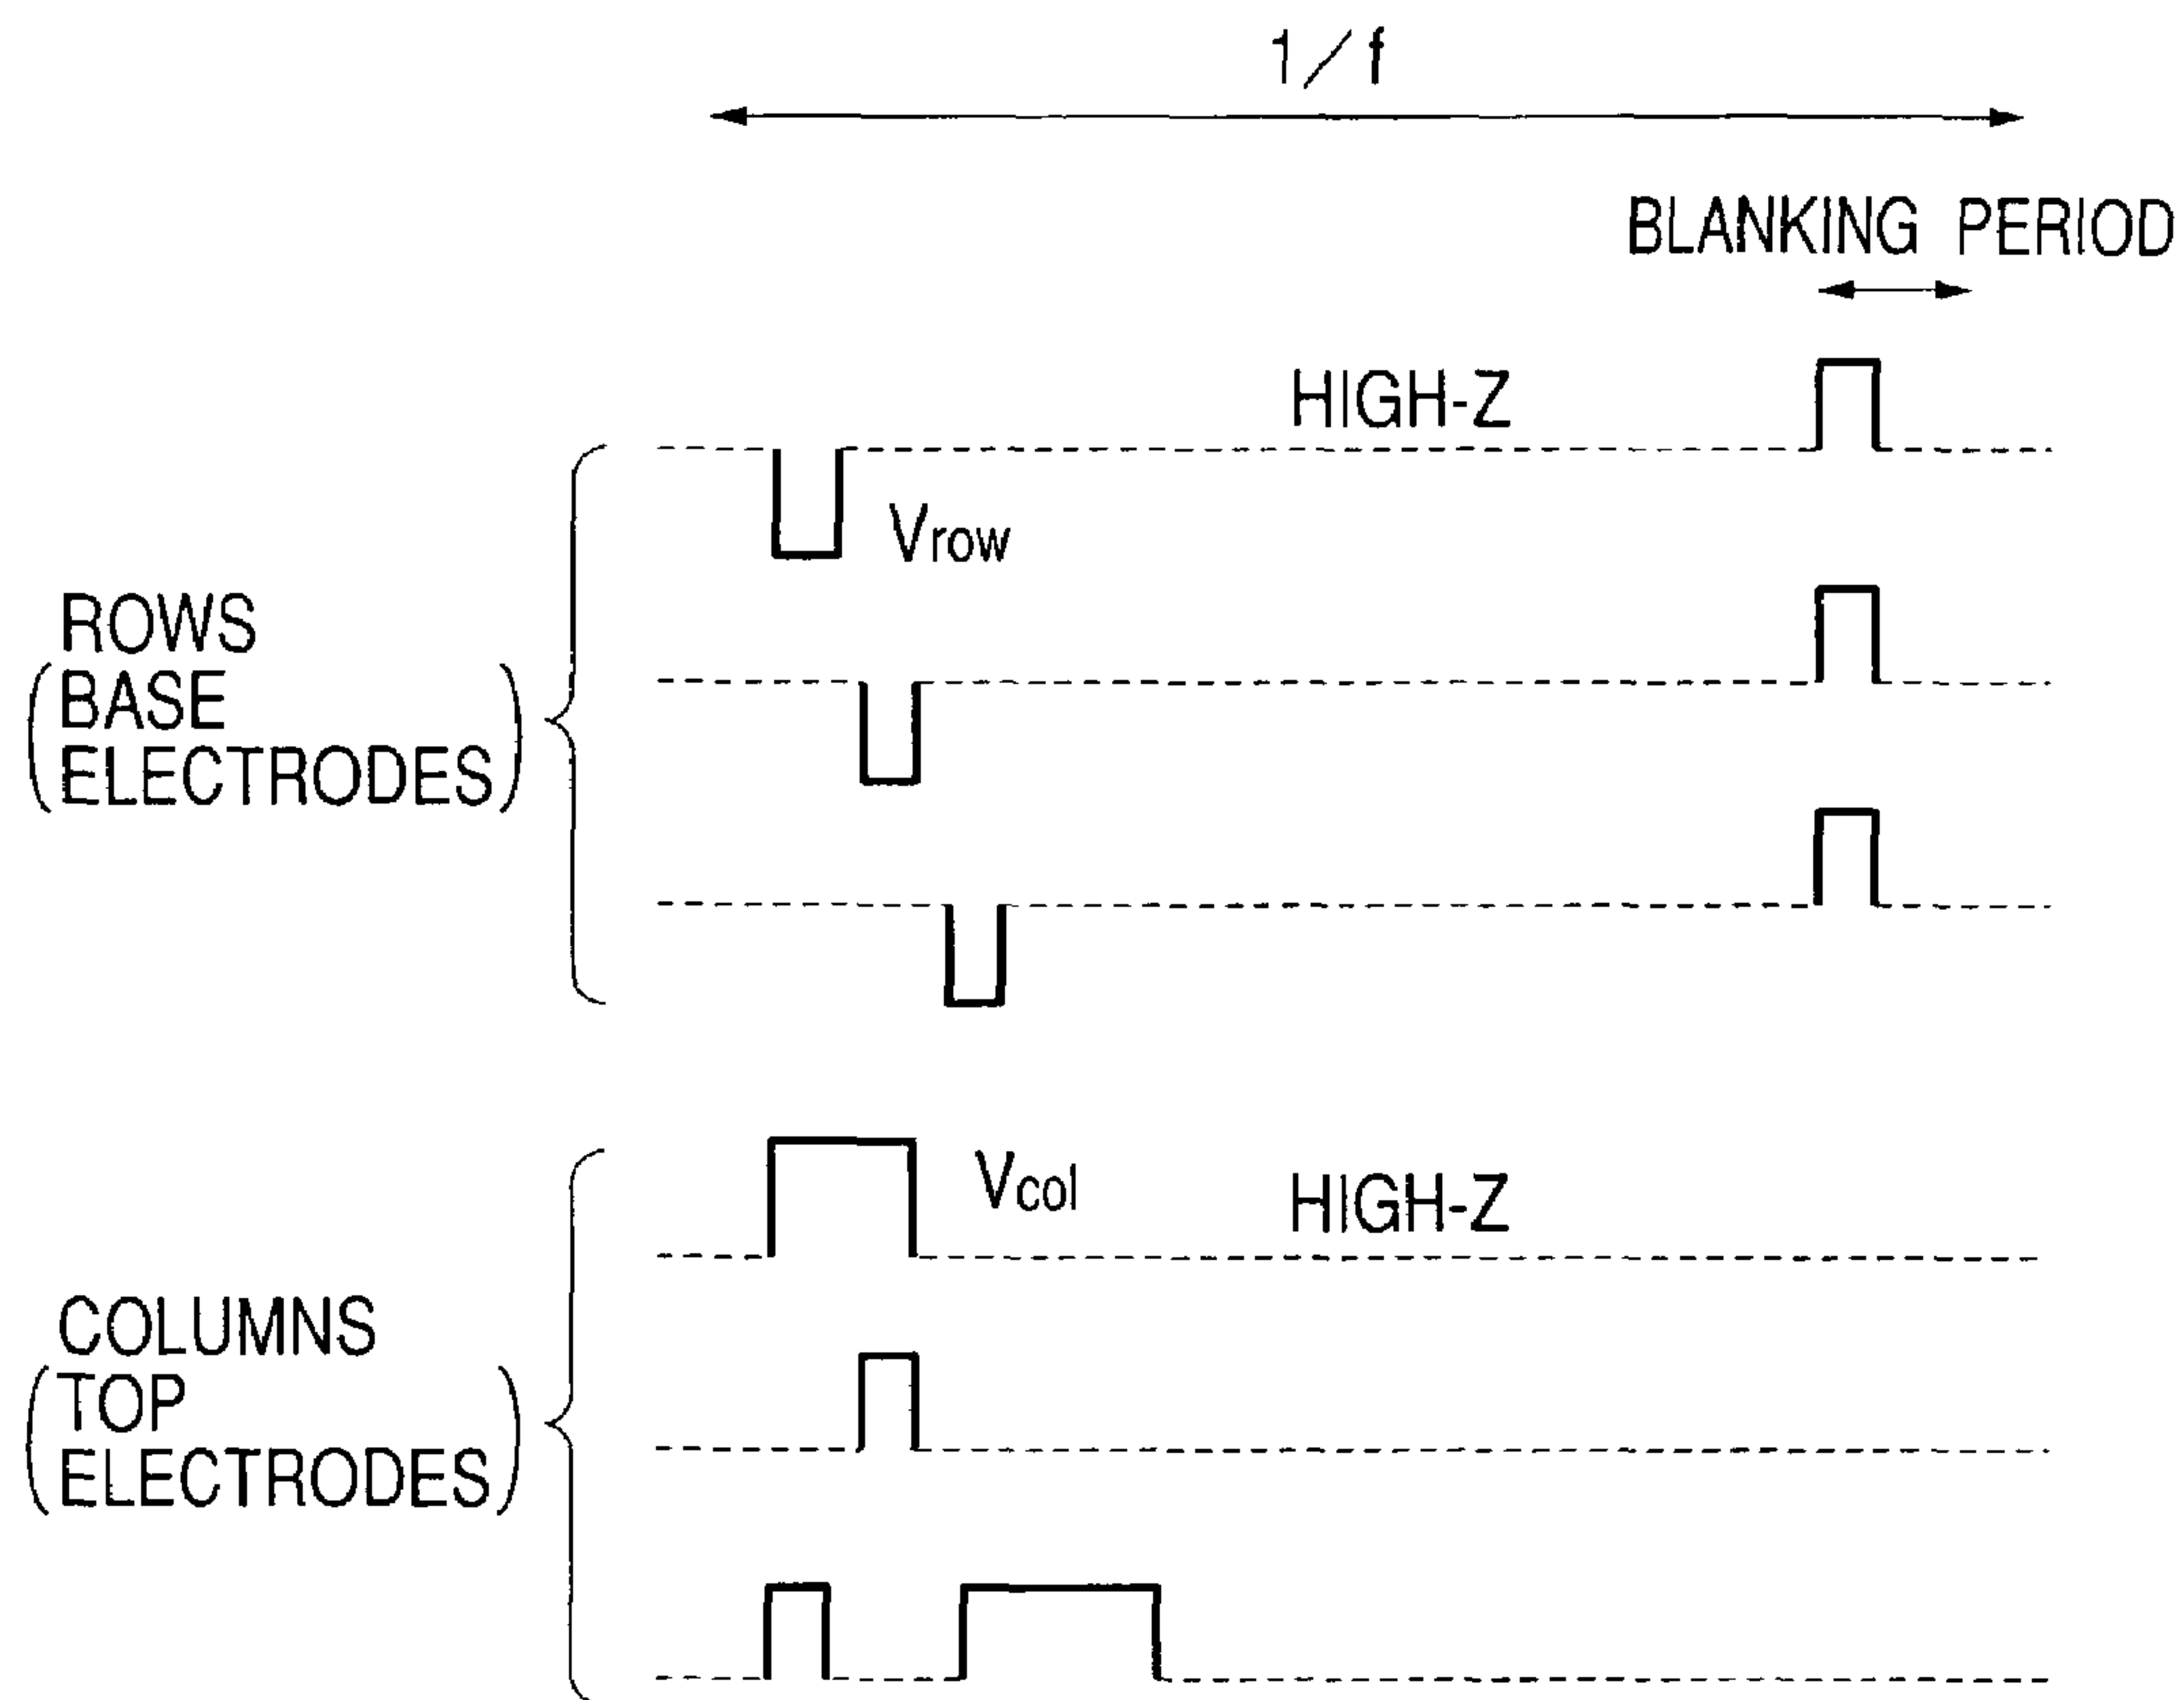 1/f
BLANKING PERIOD
HIGH-Z
Vrow
ROWS
(BASE
ELECTRODES)
Vcol
HIGH-Z
COLUMNS
(TOP
ELECTRODES)